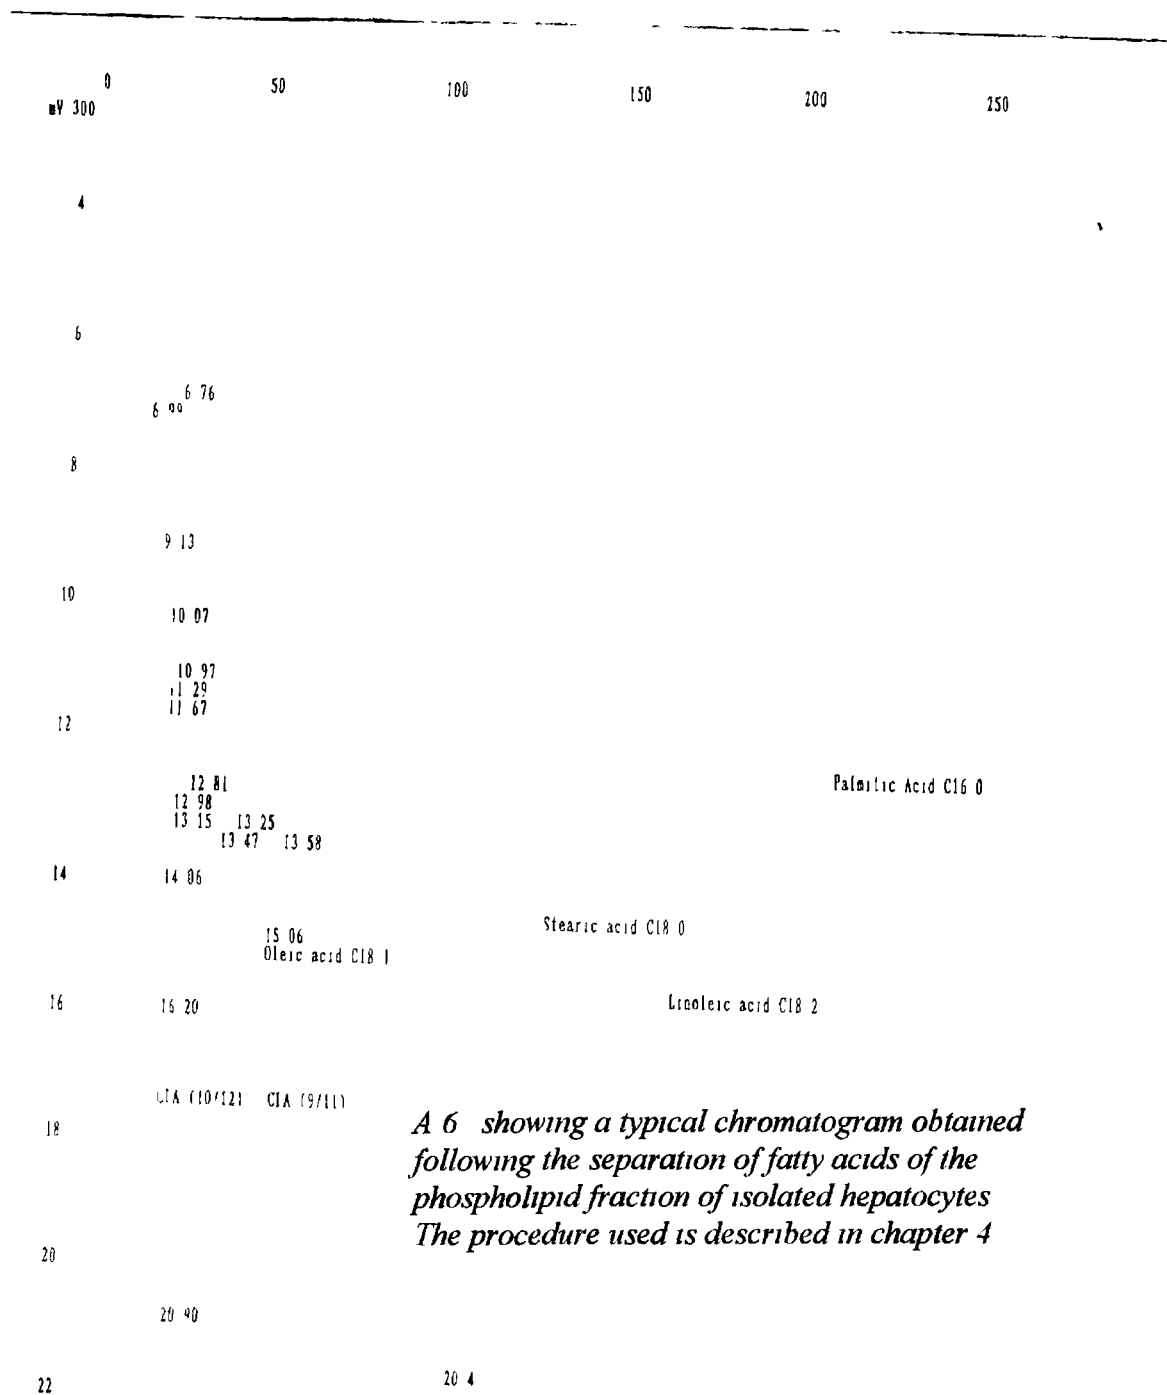 0 50 100 150 200 250
mV 300
4
6
6 76
6 99
8
9 13
10
10 07
10 97
11 29
11 67
12
12 81 Palmitic Acid C16 0
12 98
13 15 13 25
13 47 13 58
14 14 06
Stearic acid C18 0
15 06
Oleic acid C18 1
16 16 20 Linoleic acid C18 2
CLA (10/12) CLA (9/11)
18
A 6 showing a typical chromatogram obtained
following the separation of fatty acids of the
phospholipid fraction of isolated hepatocytes
The procedure used is described in chapter 4
20
20 90
22 20 4